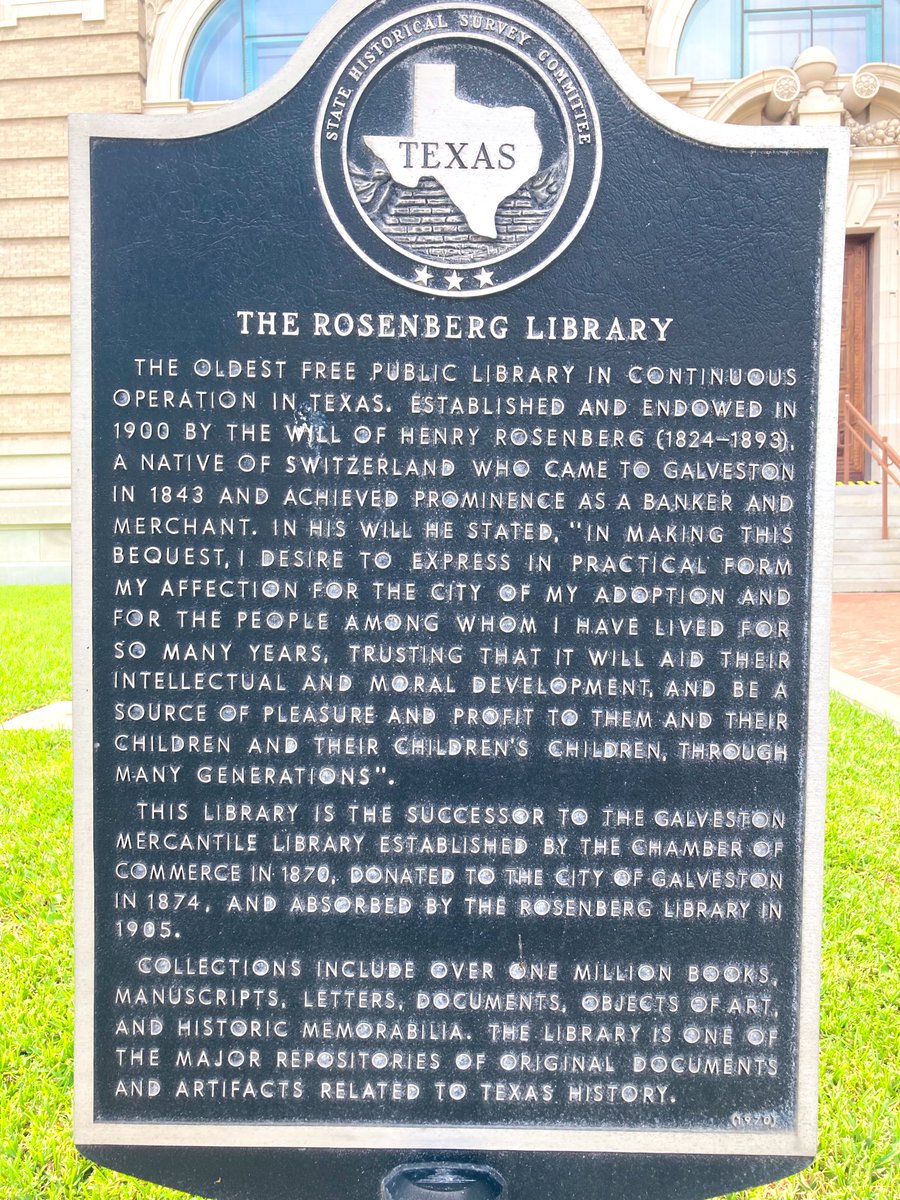 STATE HISTORICAL SURVEY COMMITTEE
TEXAS
THE ROSENBERG LIBRARY
THE OLDEST FREE PUBLIC LIBRARY IN CONTINUOUS
OPERATION IN TEXAS. ESTABLISHED AND ENDOWED IN
1900 BY THE WILL OF HENRY ROSENBERG (1824-1893),
A NATIVE OF SWITZERLAND WHO CAME TO GALVESTON
IN 1843 AND ACHIEVED PROMINENCE AS A BANKER AND
MERCHANT. IN HIS WILL HE STATED, "IN MAKING THIS
BEQUEST, I DESIRE TO EXPRESS IN PRACTICAL FORM
MY AFFECTION FOR THE CITY OF MY ADOPTION AND
FOR THE PEOPLE AMONG WHOM I HAVE LIVED FOR
SO MANY YEARS, TRUSTING THAT IT WILL AID THEIR
INTELLECTUAL AND MORAL DEVELOPMENT, AND BE A
SOURCE OF PLEASURE AND PROFIT TO THEM AND THEIR
CHILDREN AND THEIR CHILDREN'S CHILDREN, THROUGH
MANY GENERATIONS".
THIS LIBRARY IS THE SUCCESSOR TO THE GALVESTON
MERCANTILE LIBRARY ESTABLISHED BY THE CHAMBER OF
COMMERCE IN 1870, DONATED TO THE CITY OF GALVESTON
IN 1874, AND ABSORBED BY THE ROSENBERG LIBRARY IN
1905.
COLLECTIONS INCLUDE OVER ONE MILLION BOOKS,
MANUSCRIPTS, LETTERS, DOCUMENTS, OBJECTS OF ART,
AND HISTORIC MEMORABILIA. THE LIBRARY IS ONE OF
THE MAJOR REPOSITORIES OF ORIGINAL DOCUMENTS
AND ARTIFACTS RELATED TO TEXAS HISTORY.
(1970)